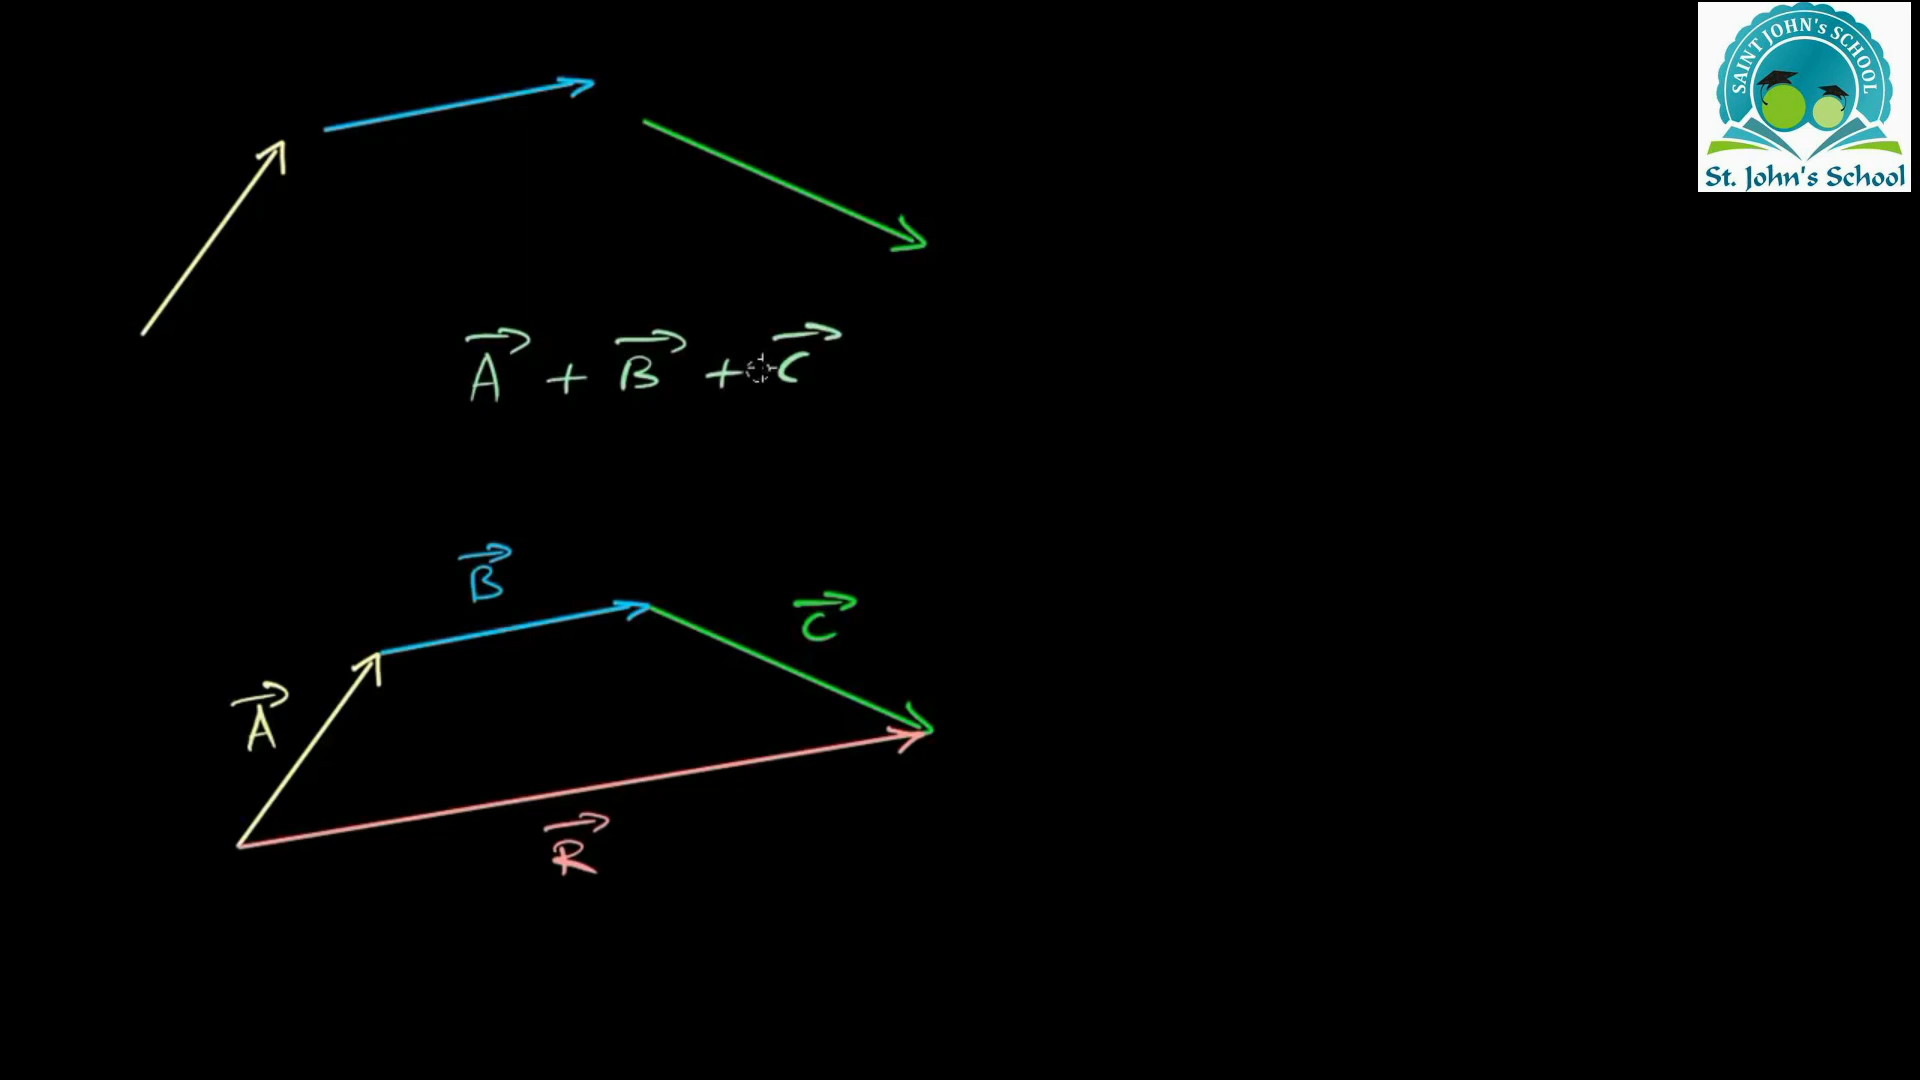 SAINT JOHN's SCHOOL
St. John's School
A⃗ + B⃗ + C⃗
B⃗
C⃗
A⃗
R⃗